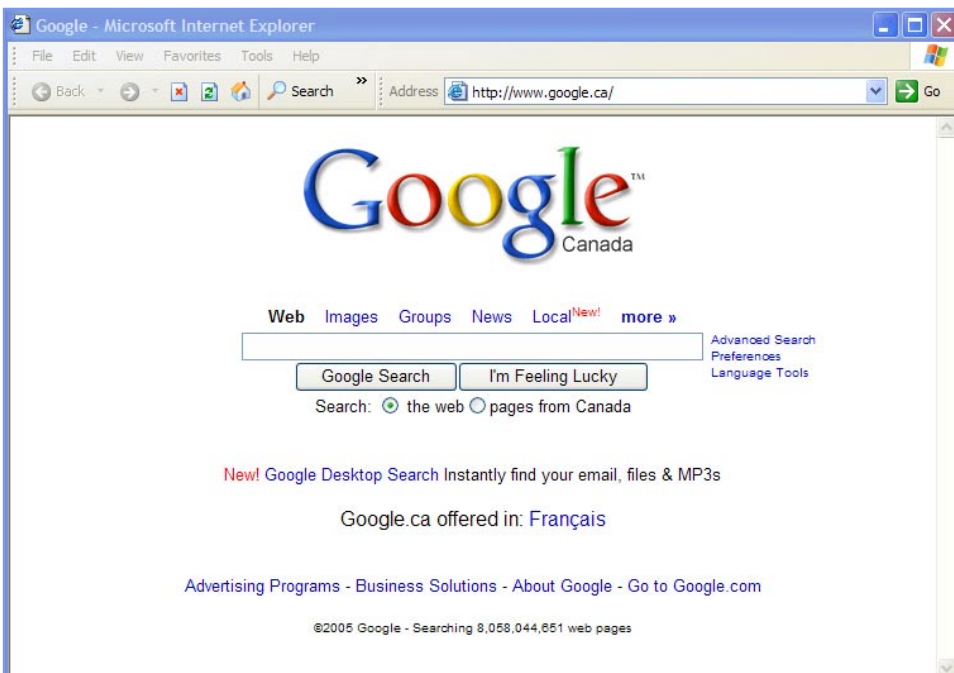 Google - Microsoft Internet Explorer
File Edit View Favorites Tools Help
Back Search » Address http://www.google.ca/ Go
Google™
Canada
Web Images Groups News Local New! more »
Advanced Search
Preferences
Language Tools
Google Search I'm Feeling Lucky
Search: the web pages from Canada
New! Google Desktop Search Instantly find your email, files & MP3s
Google.ca offered in: Français
Advertising Programs - Business Solutions - About Google - Go to Google.com
©2005 Google - Searching 8,058,044,651 web pages